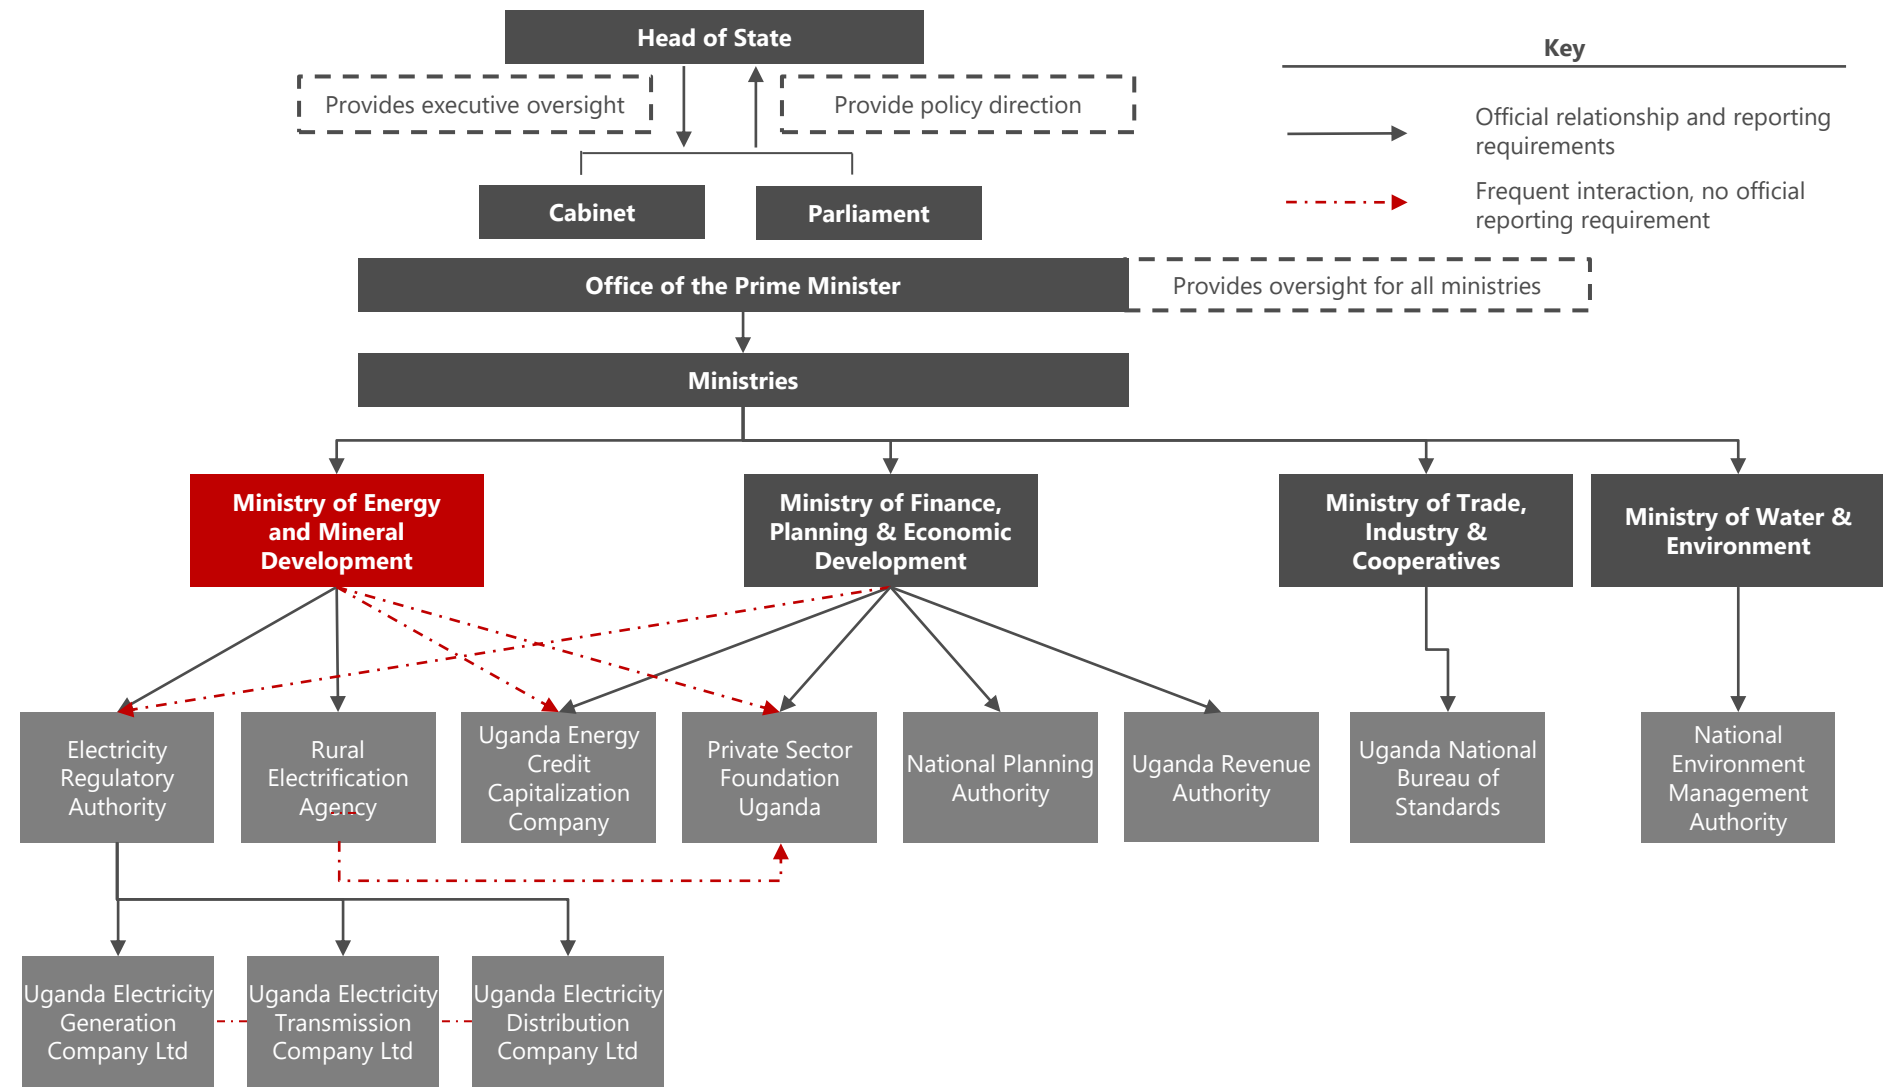 Head of State
Key
Provides executive oversight
Provide policy direction
Official relationship and reporting
requirements
Frequent interaction, no official
reporting requirement
Cabinet
Parliament
Office of the Prime Minister
Provides oversight for all ministries
Ministries
Ministry of Energy
and Mineral
Development
Ministry of Finance,
Planning & Economic
Development
Ministry of Trade,
Industry &
Cooperatives
Ministry of Water &
Environment
Electricity
Regulatory
Authority
Rural
Electrification
Agency
Uganda Energy
Credit
Capitalization
Company
Private Sector
Foundation
Uganda
National Planning
Authority
Uganda Revenue
Authority
Uganda National
Bureau of
Standards
National
Environment
Management
Authority
Uganda Electricity
Generation
Company Ltd
Uganda Electricity
Transmission
Company Ltd
Uganda Electricity
Distribution
Company Ltd